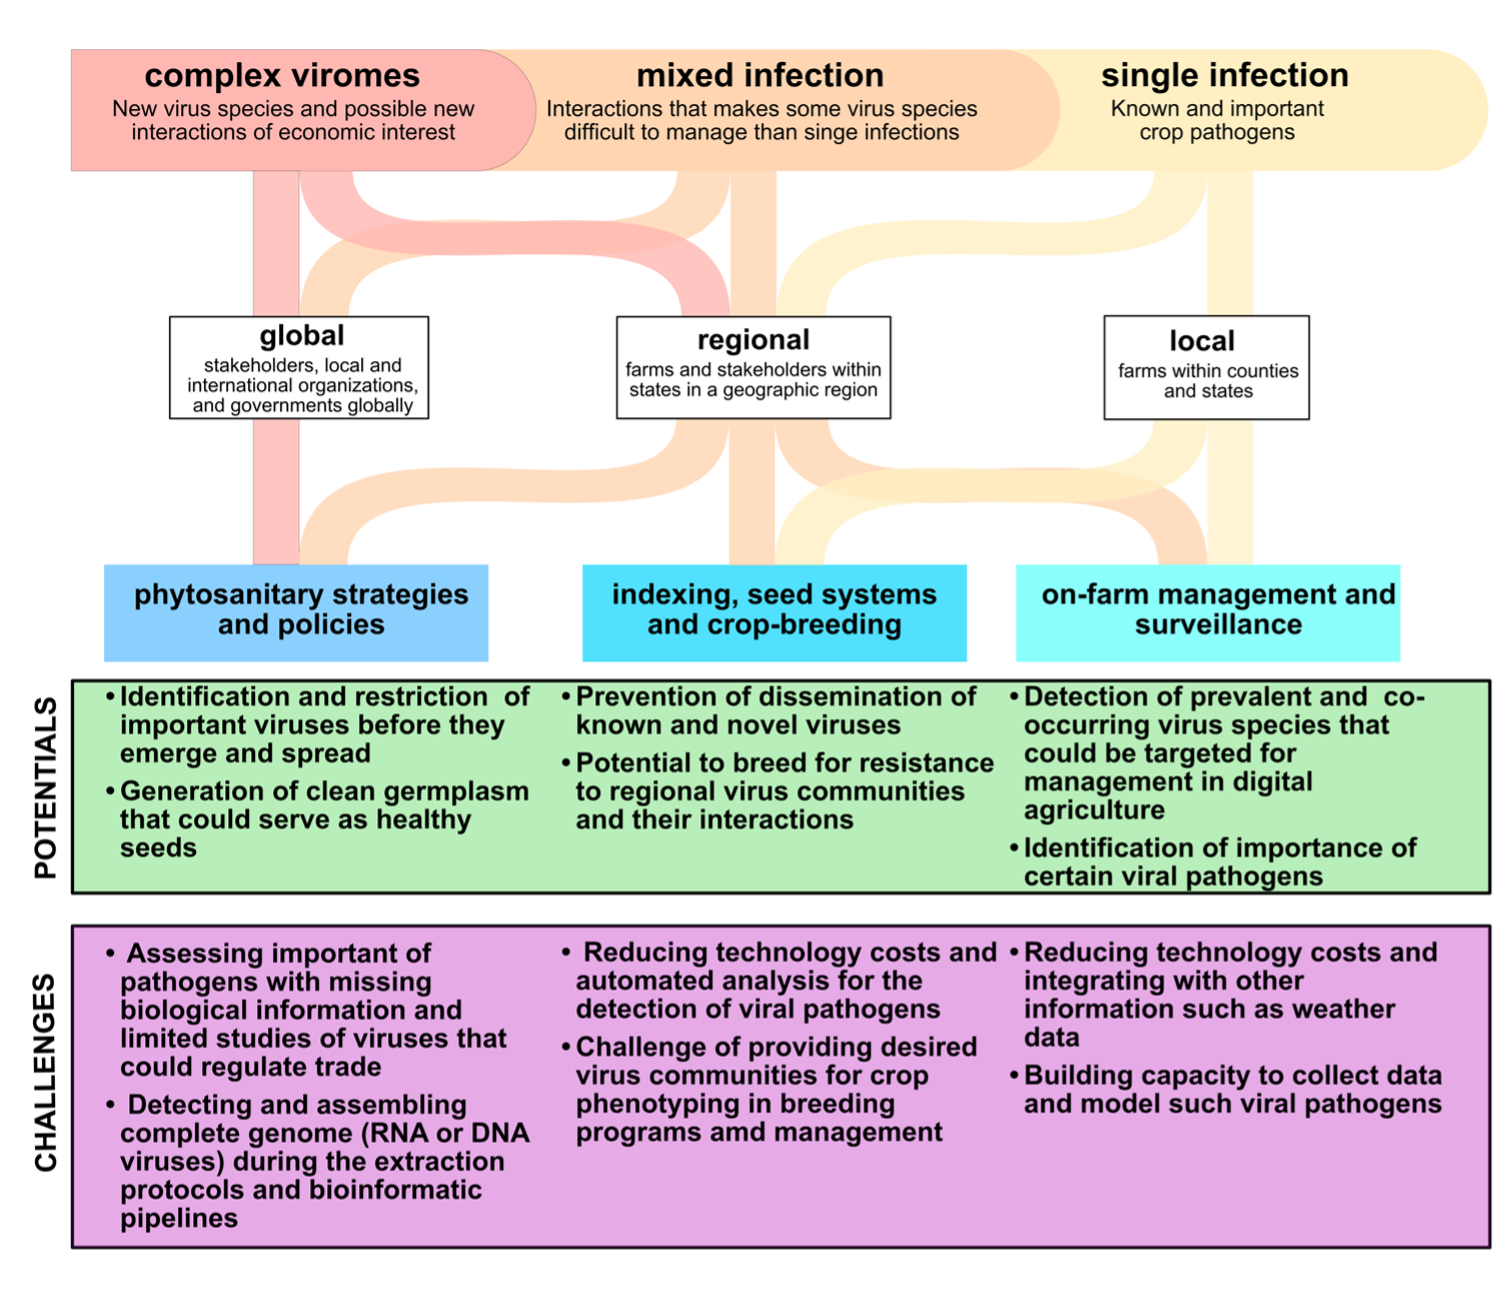 complex viromes
New virus species and possible new
interactions of economic interest
mixed infection
Interactions that makes some virus species
difficult to manage than singe infections
single infection
Known and important
crop pathogens
global
stakeholders, local and
international organizations,
and governments globally
regional
farms and stakeholders within
states in a geographic region
local
farms within counties
and states
phytosanitary strategies
and policies
indexing, seed systems
and crop-breeding
on-farm management and
surveillance
POTENTIALS
• Identification and restriction of
important viruses before they
emerge and spread
• Generation of clean germplasm
that could serve as healthy
seeds
• Prevention of dissemination of
known and novel viruses
• Potential to breed for resistance
to regional virus communities
and their interactions
• Detection of prevalent and co-
occurring virus species that
could be targeted for
management in digital
agriculture
• Identification of importance of
certain viral pathogens
CHALLENGES
• Assessing important of
pathogens with missing
biological information and
limited studies of viruses that
could regulate trade
• Detecting and assembling
complete genome (RNA or DNA
viruses) during the extraction
protocols and bioinformatic
pipelines
• Reducing technology costs and
automated analysis for the
detection of viral pathogens
• Challenge of providing desired
virus communities for crop
phenotyping in breeding
programs amd management
• Reducing technology costs and
integrating with other
information such as weather
data
• Building capacity to collect data
and model such viral pathogens